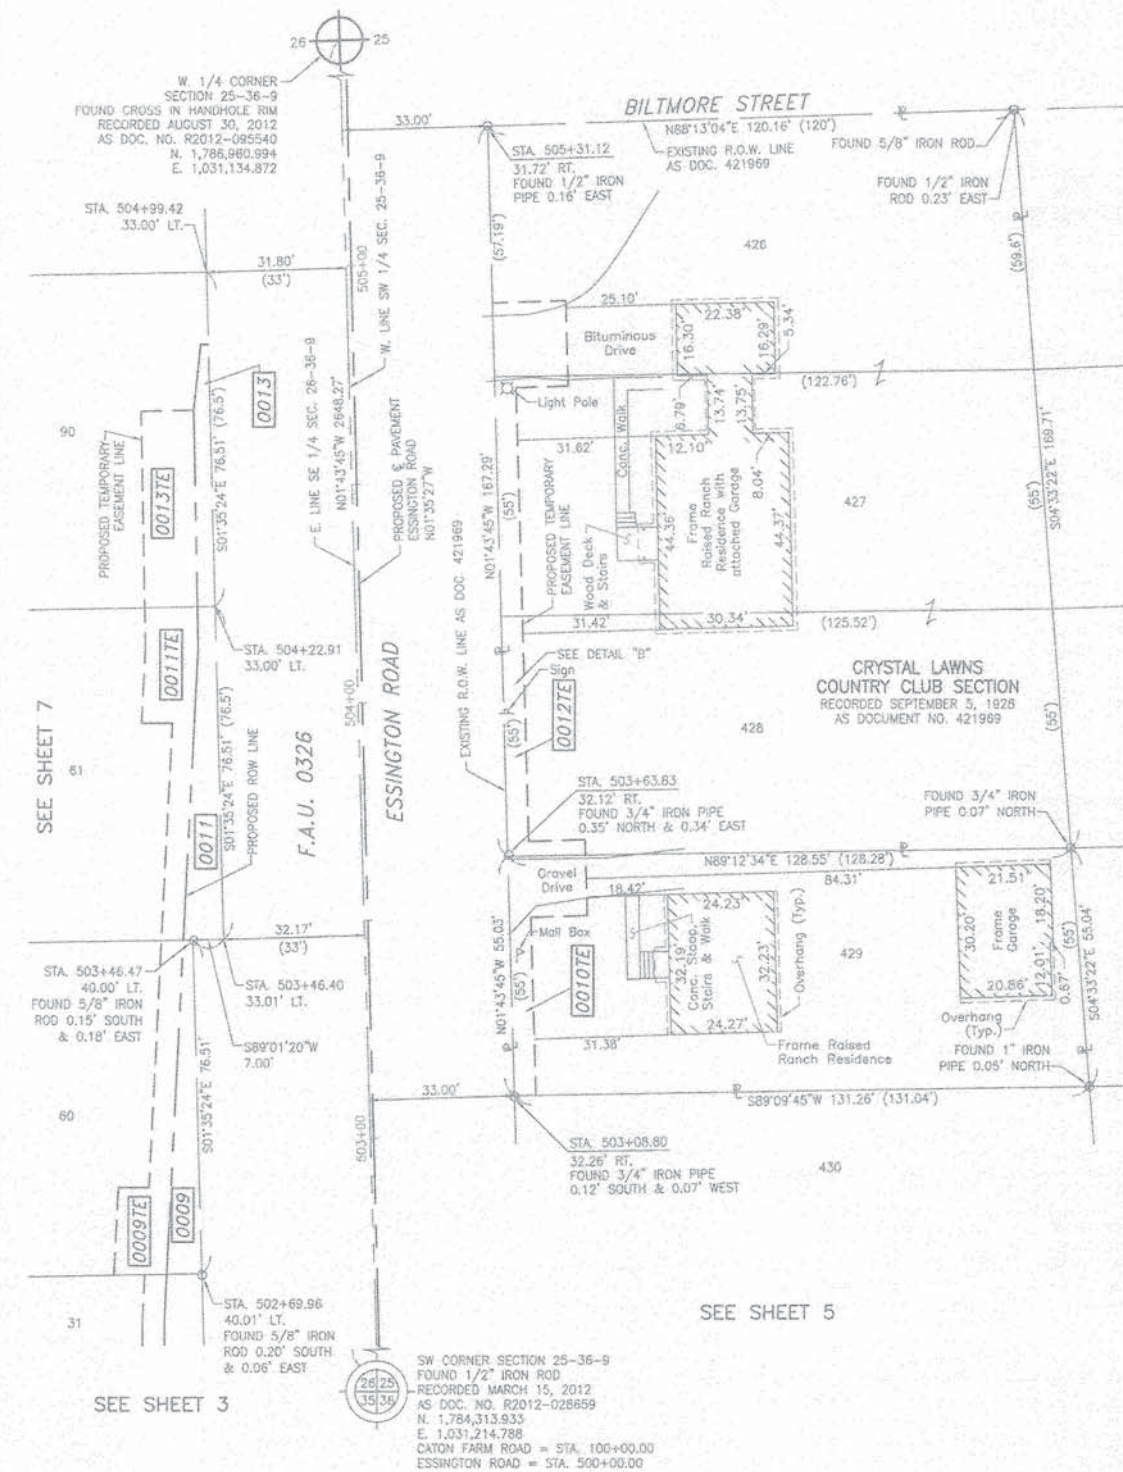 26
25
W. 1/4 CORNER
SECTION 25-36-9
FOUND CROSS IN HANDHOLE RIM
RECORDED AUGUST 30, 2012
AS DOC. NO. R2012-095540
N. 1,786,960.994
E. 1,031,134.872
BILTMORE STREET
33.00'
N88°13'04"E 120.16' (120')
STA. 505+31.12
31.72' RT.
FOUND 1/2" IRON
PIPE 0.16' EAST
EXISTING R.O.W. LINE
AS DOC. 421969
FOUND 5/8" IRON ROD
FOUND 1/2" IRON
ROD 0.23' EAST
STA. 504+99.42
33.00' LT.
31.80'
(33')
505+00
W. LINE SW 1/4 SEC. 25-36-9
(57.19')
426
(59.6')
25.10'
22.38'
Bituminous
Drive
16.30'
16.29'
5.34'
(122.76')
Light Pole
Conc. Walk
6.79'
13.74'
13.75'
31.62'
12.10'
8.04'
427
Frame
Raised Ranch
Residence with
attached Garage
44.36'
44.37'
Wood Deck
& Stairs
30.34'
31.42'
(125.52')
(55')
S04°33'22"E 169.71'
N01°43'45"W 167.29'
(55')
PROPOSED TEMPORARY
EASEMENT LINE
E. LINE SE 1/4 SEC. 26-36-9
N01°43'45"W 2648.27'
PROPOSED ℄ PAVEMENT
ESSINGTON ROAD
N01°35'27"W
0013
90
PROPOSED TEMPORARY
EASEMENT LINE
0013TE
S01°35'24"E 76.51' (76.5')
STA. 504+22.91
33.00' LT.
0011TE
SEE SHEET 7
61
S01°35'24"E 76.51' (76.5')
0011
PROPOSED ROW LINE
F.A.U. 0326
504+00
ESSINGTON ROAD
EXISTING R.O.W. LINE AS DOC. 421969
SEE DETAIL "B"
Sign
(55')
0012TE
CRYSTAL LAWNS
COUNTRY CLUB SECTION
RECORDED SEPTEMBER 5, 1928
AS DOCUMENT NO. 421969
428
(55')
STA. 503+63.83
32.12' RT.
FOUND 3/4" IRON PIPE
0.35' NORTH & 0.34' EAST
FOUND 3/4" IRON
PIPE 0.07' NORTH
N89°12'34"E 128.55' (128.28')
84.31'
Gravel
Drive
18.42'
24.23'
Mail Box
N01°43'45"W 55.03'
(55')
0010TE
Conc. Stoop,
Stairs & Walk
32.19'
32.23'
24.27'
Overhang (Typ.)
429
21.51'
30.20'
Frame
Garage
18.20'
12.01'
20.86'
0.67'
(55')
S04°33'22"E 55.04'
Overhang
(Typ.)
FOUND 1" IRON
PIPE 0.05' NORTH
Frame Raised
Ranch Residence
31.38'
32.17'
(33')
STA. 503+46.47
40.00' LT.
FOUND 5/8" IRON
ROD 0.15' SOUTH
& 0.18' EAST
STA. 503+46.40
33.01' LT.
S89°01'20"W
7.00'
33.00'
S89°09'45"W 131.26' (131.04')
60
S01°35'24"E 76.51'
503+00
STA. 503+08.80
32.26' RT.
FOUND 3/4" IRON PIPE
0.12' SOUTH & 0.07' WEST
430
0009TE
0009
31
STA. 502+69.96
40.01' LT.
FOUND 5/8" IRON
ROD 0.20' SOUTH
& 0.06' EAST
SEE SHEET 5
SEE SHEET 3
26 25
35 36
SW CORNER SECTION 25-36-9
FOUND 1/2" IRON ROD
RECORDED MARCH 15, 2012
AS DOC. NO. R2012-028659
N. 1,784,313.933
E. 1,031,214.788
CATON FARM ROAD = STA. 100+00.00
ESSINGTON ROAD = STA. 500+00.00